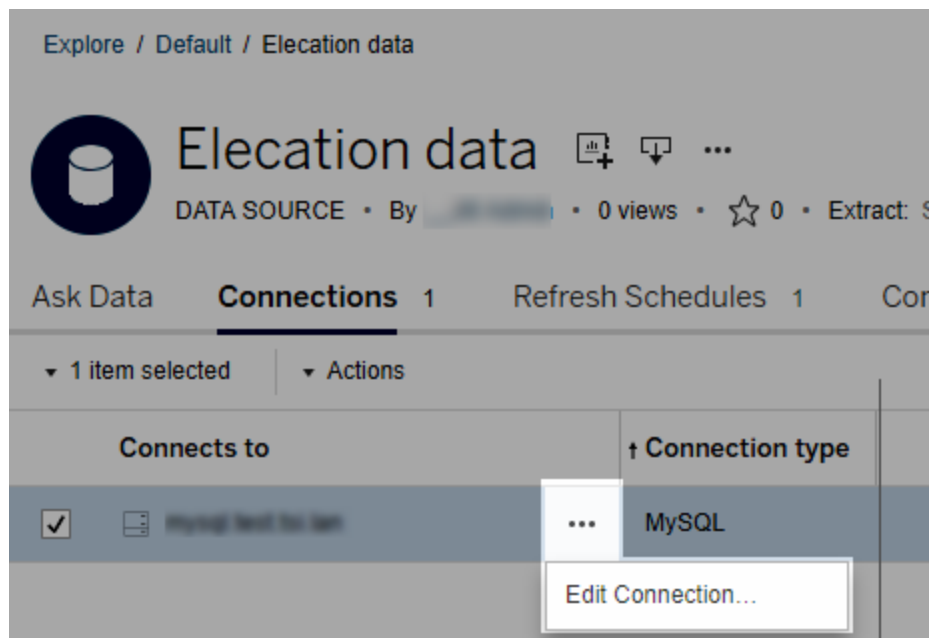 Explore / Default / Elecation data
Elecation data
DATA SOURCE • By • 0 views • 0 • Extract:
Ask Data Connections 1 Refresh Schedules 1
1 item selected Actions
Connects to ↑ Connection type
MySQL
Edit Connection...